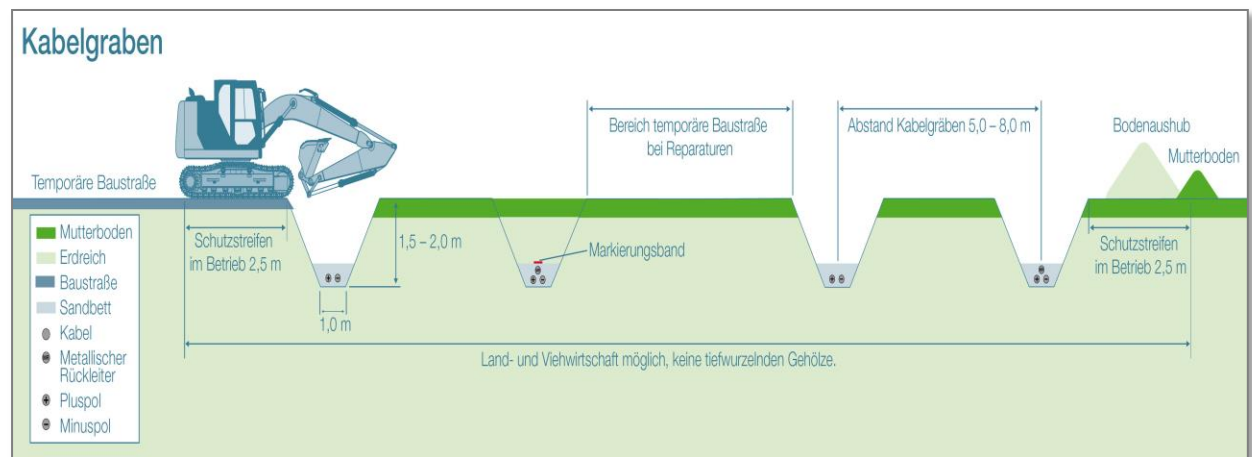 Kabelgraben
Temporäre Baustraße
Bereich temporäre Baustraße
bei Reparaturen
Abstand Kabelgräben 5,0 – 8,0 m
Bodenaushub
Mutterboden
Mutterboden
Erdreich
Baustraße
Sandbett
Kabel
Metallischer
Rückleiter
Pluspol
Minuspol
Schutzstreifen
im Betrieb 2,5 m
1,5 – 2,0 m
1,0 m
Markierungsband
Schutzstreifen
im Betrieb 2,5 m
Land- und Viehwirtschaft möglich, keine tiefwurzelnden Gehölze.